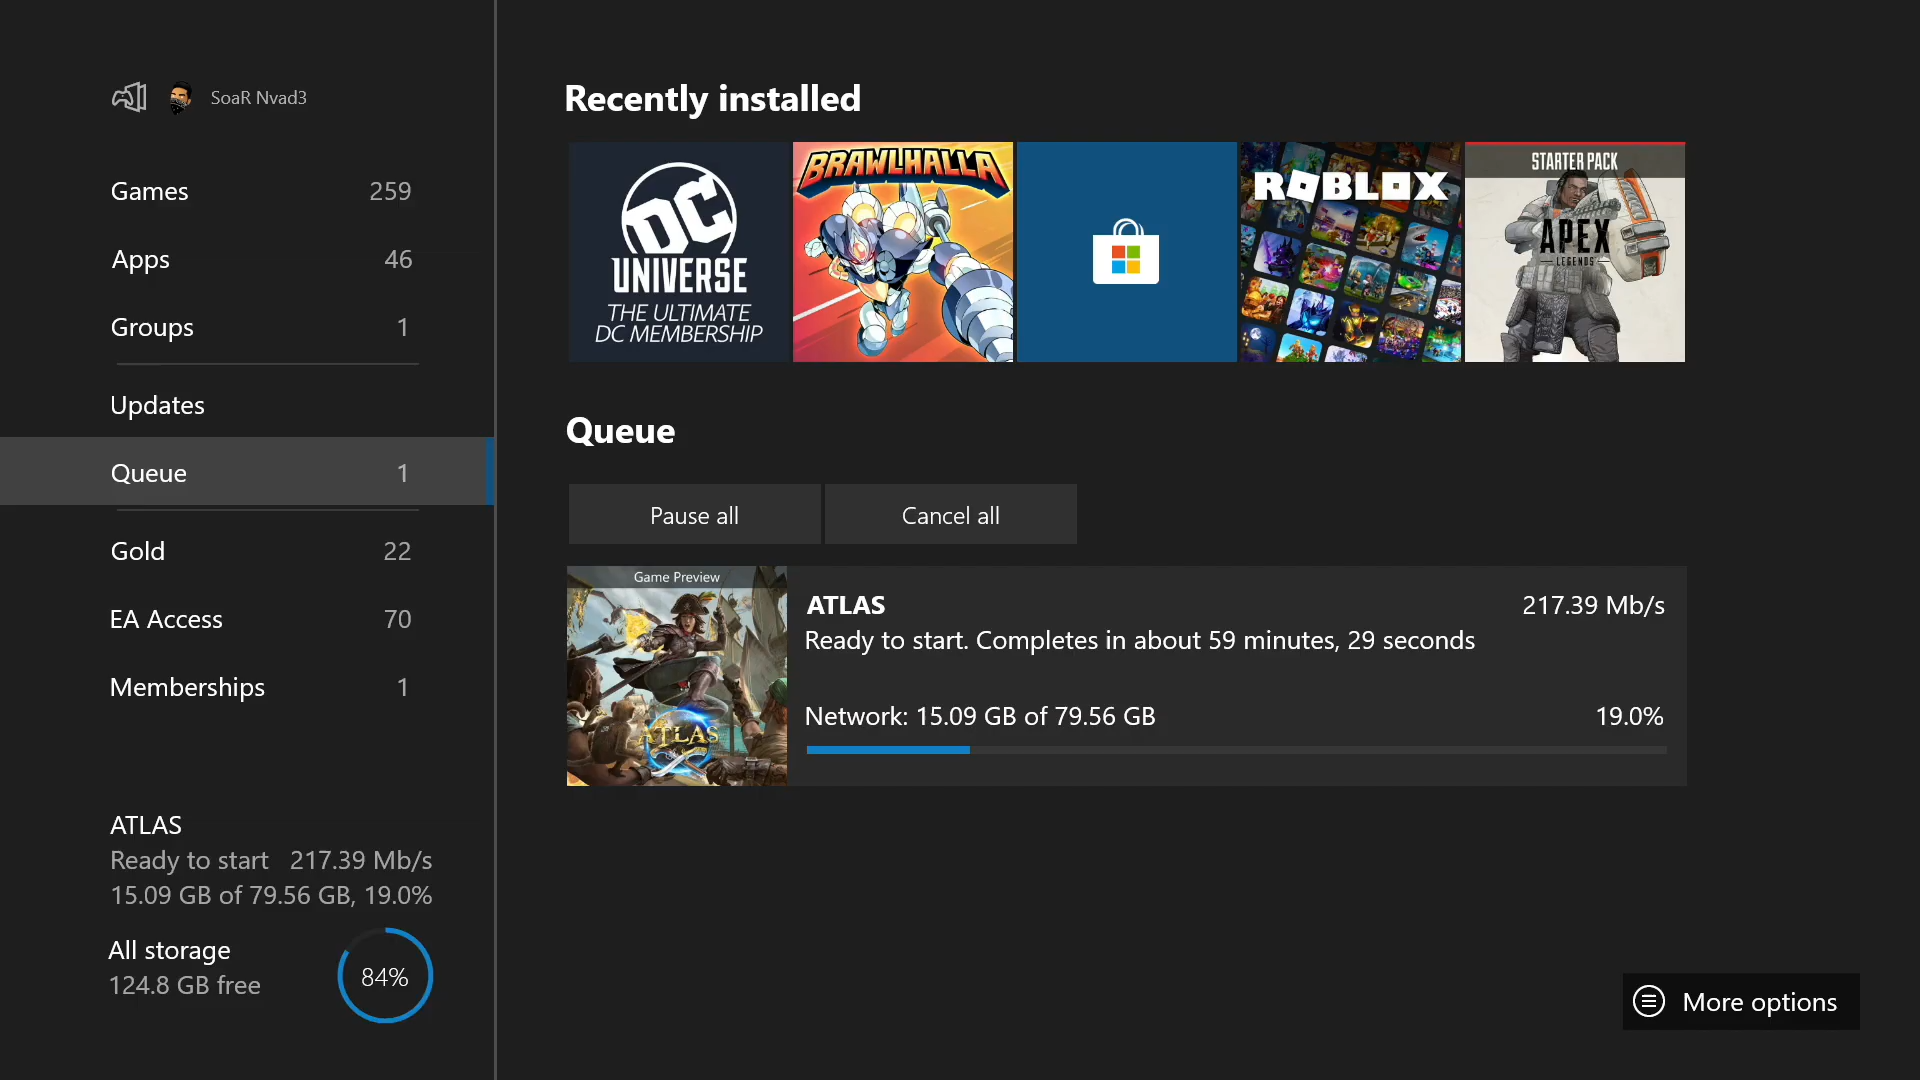 SoaR Nvad3
Games 259
Apps 46
Groups 1
Updates
Queue 1
Gold 22
EA Access 70
Memberships 1
ATLAS
Ready to start 217.39 Mb/s
15.09 GB of 79.56 GB, 19.0%
All storage
124.8 GB free
84%
Recently installed
DC
UNIVERSE
THE ULTIMATE
DC MEMBERSHIP
BRAWLHALLA
ROBLOX
STARTER PACK
APEX
LEGENDS
Queue
Pause all
Cancel all
Game Preview
ATLAS
ATLAS 217.39 Mb/s
Ready to start. Completes in about 59 minutes, 29 seconds
Network: 15.09 GB of 79.56 GB 19.0%
More options